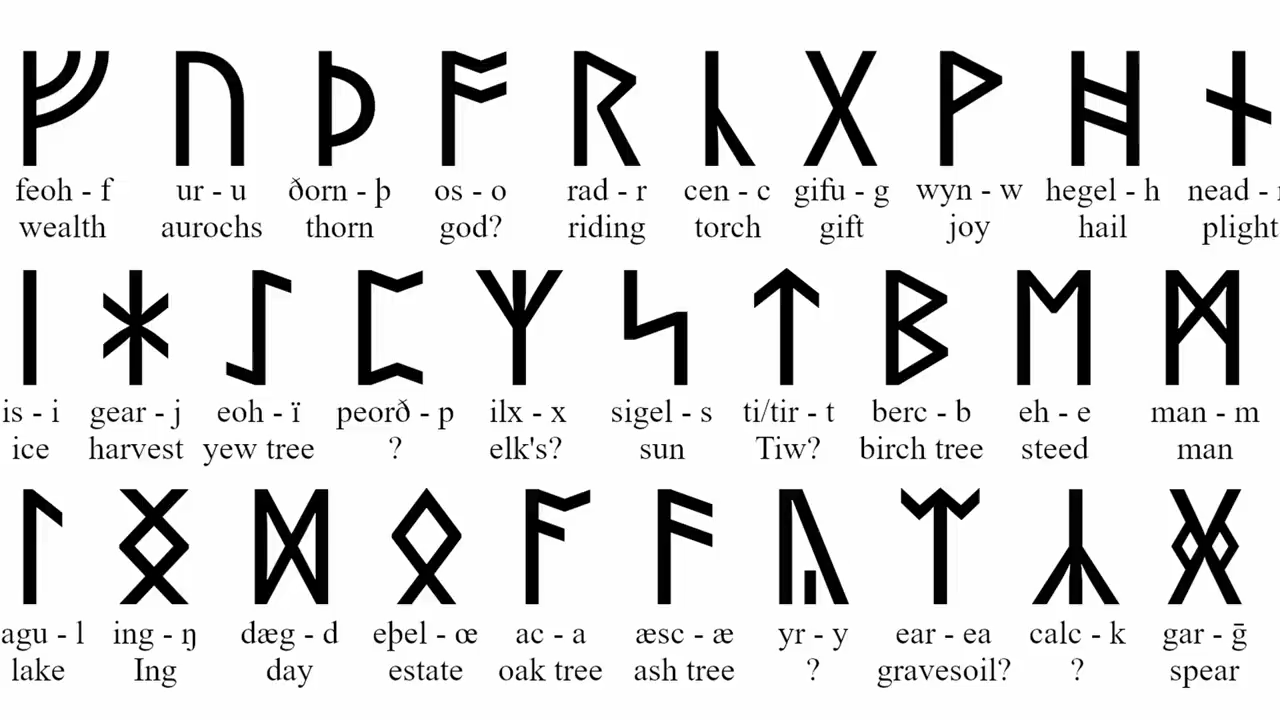 ᚠ ᚢ ᚦ ᚩ ᚱ ᚳ ᚷ ᚹ ᚻ ᚾ
feoh - f ur - u ðorn - þ os - o rad - r cen - c gifu - g wyn - w hegel - h nead -
wealth aurochs thorn god? riding torch gift joy hail plight
ᛁ ᛡ ᛇ ᛈ ᛉ ᛋ ᛏ ᛒ ᛖ ᛗ
is - i gear - j eoh - ï peorð - p ilx - x sigel - s ti/tir - t berc - b eh - e man - m
ice harvest yew tree ? elk's? sun Tiw? birch tree steed man
ᛚ ᛝ ᛞ ᛟ ᚪ ᚫ ᚣ ᛠ ᛣ ᚸ
agu - l ing - ŋ dæg - d eþel - œ ac - a æsc - æ yr - y ear - ea calc - k gar - ḡ
lake Ing day estate oak tree ash tree ? gravesoil? ? spear